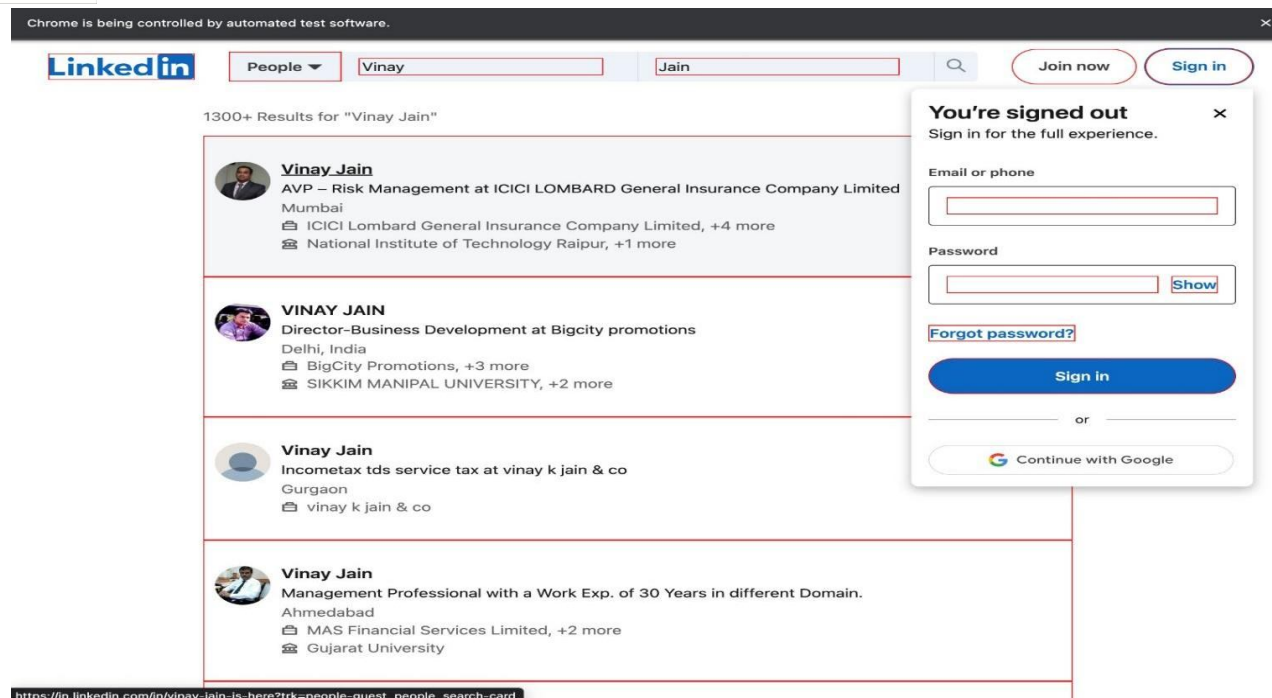 Chrome is being controlled by automated test software.
LinkedIn People Vinay Jain Join now Sign in
1300+ Results for "Vinay Jain"
Vinay Jain
AVP – Risk Management at ICICI LOMBARD General Insurance Company Limited
Mumbai
ICICI Lombard General Insurance Company Limited, +4 more
National Institute of Technology Raipur, +1 more
VINAY JAIN
Director-Business Development at Bigcity promotions
Delhi, India
BigCity Promotions, +3 more
SIKKIM MANIPAL UNIVERSITY, +2 more
Vinay Jain
Incometax tds service tax at vinay k jain & co
Gurgaon
vinay k jain & co
Vinay Jain
Management Professional with a Work Exp. of 30 Years in different Domain.
Ahmedabad
MAS Financial Services Limited, +2 more
Gujarat University
You're signed out
Sign in for the full experience.
Email or phone
Password
Show
Forgot password?
Sign in
or
Continue with Google
https://in.linkedin.com/in/vinay-jain-is-here?trk=people-guest_people_search-card